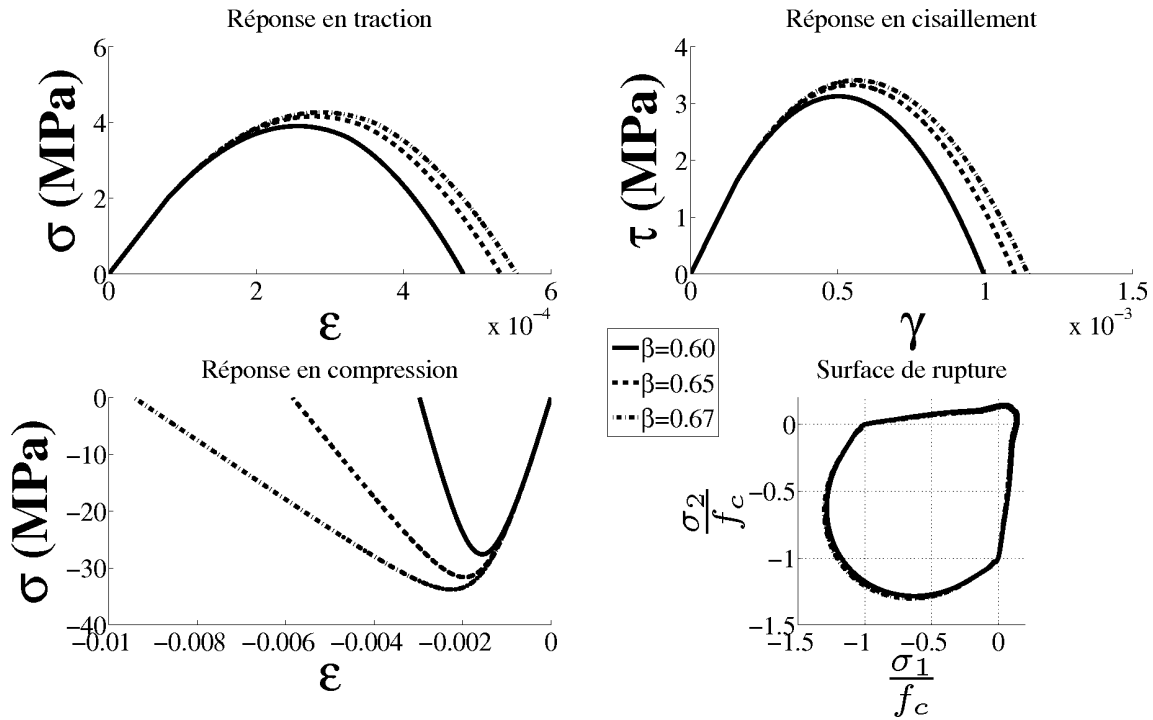 Réponse en traction
σ (MPa)
6
4
2
0
0 2 4 6
x 10⁻⁴
ε
Réponse en cisaillement
τ (MPa)
4
3
2
1
0
0 0.5 1 1.5
x 10⁻³
γ
β=0.60
β=0.65
β=0.67
Réponse en compression
σ (MPa)
0
−10
−20
−30
−40
−0.01 −0.008 −0.006 −0.004 −0.002 0
ε
Surface de rupture
σ2/fc
0
−0.5
−1
−1.5
−1.5 −1 −0.5 0
σ1/fc